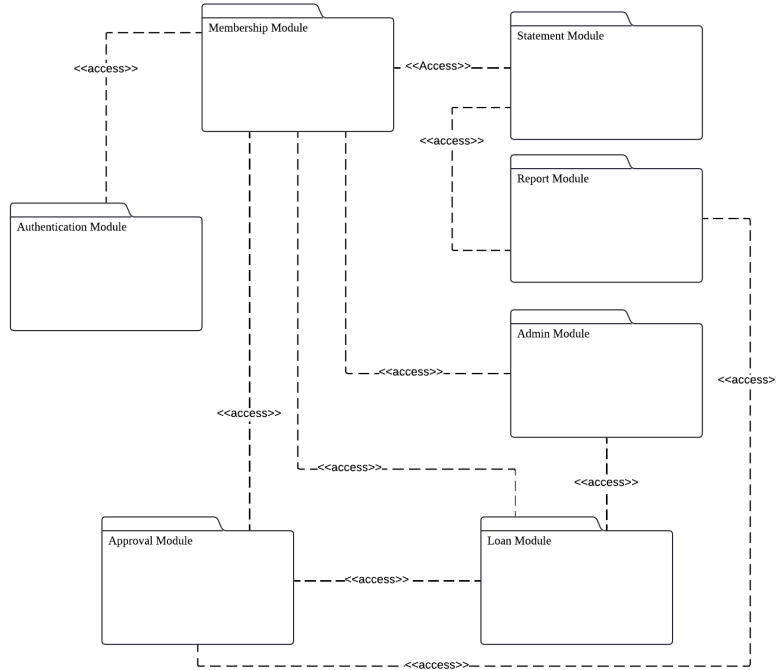 Membership Module
Statement Module
<<access>>
<<Access>>
<<access>>
Report Module
Authentication Module
Admin Module
<<access>>
<<access>>
<<access>>
<<access>>
<<access>>
Approval Module
Loan Module
<<access>>
<<access>>